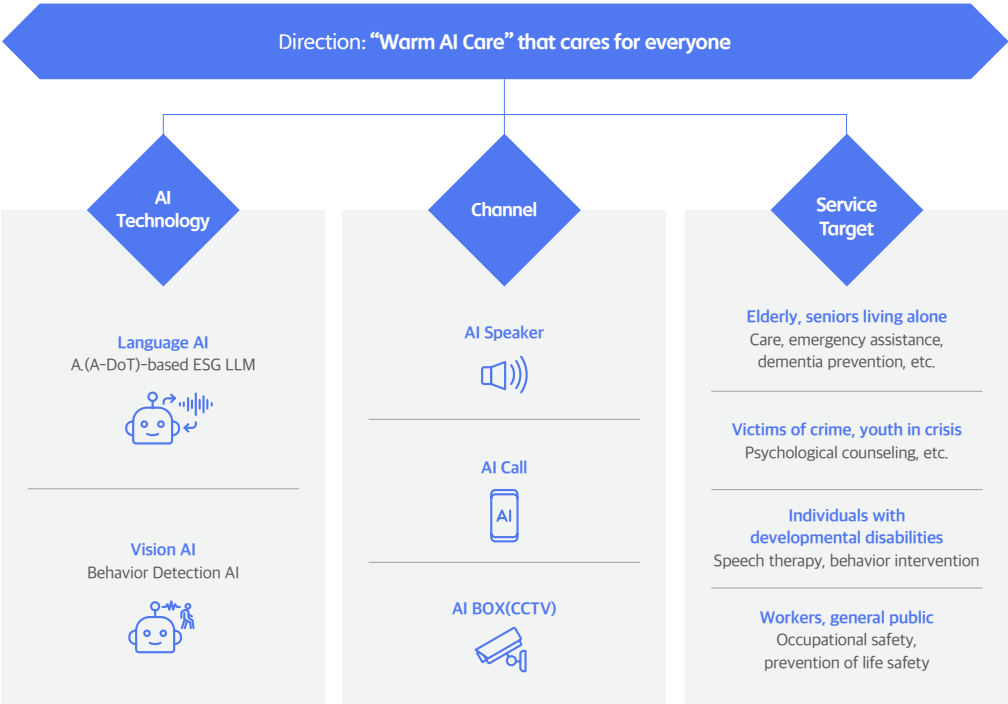 Direction: “Warm AI Care” that cares for everyone
AI
Technology
Language AI
A.(A-DoT)-based ESG LLM
Vision AI
Behavior Detection AI
Channel
AI Speaker
AI Call
AI
AI BOX(CCTV)
Service
Target
Elderly, seniors living alone
Care, emergency assistance,
dementia prevention, etc.
Victims of crime, youth in crisis
Psychological counseling, etc.
Individuals with
developmental disabilities
Speech therapy, behavior intervention
Workers, general public
Occupational safety,
prevention of life safety